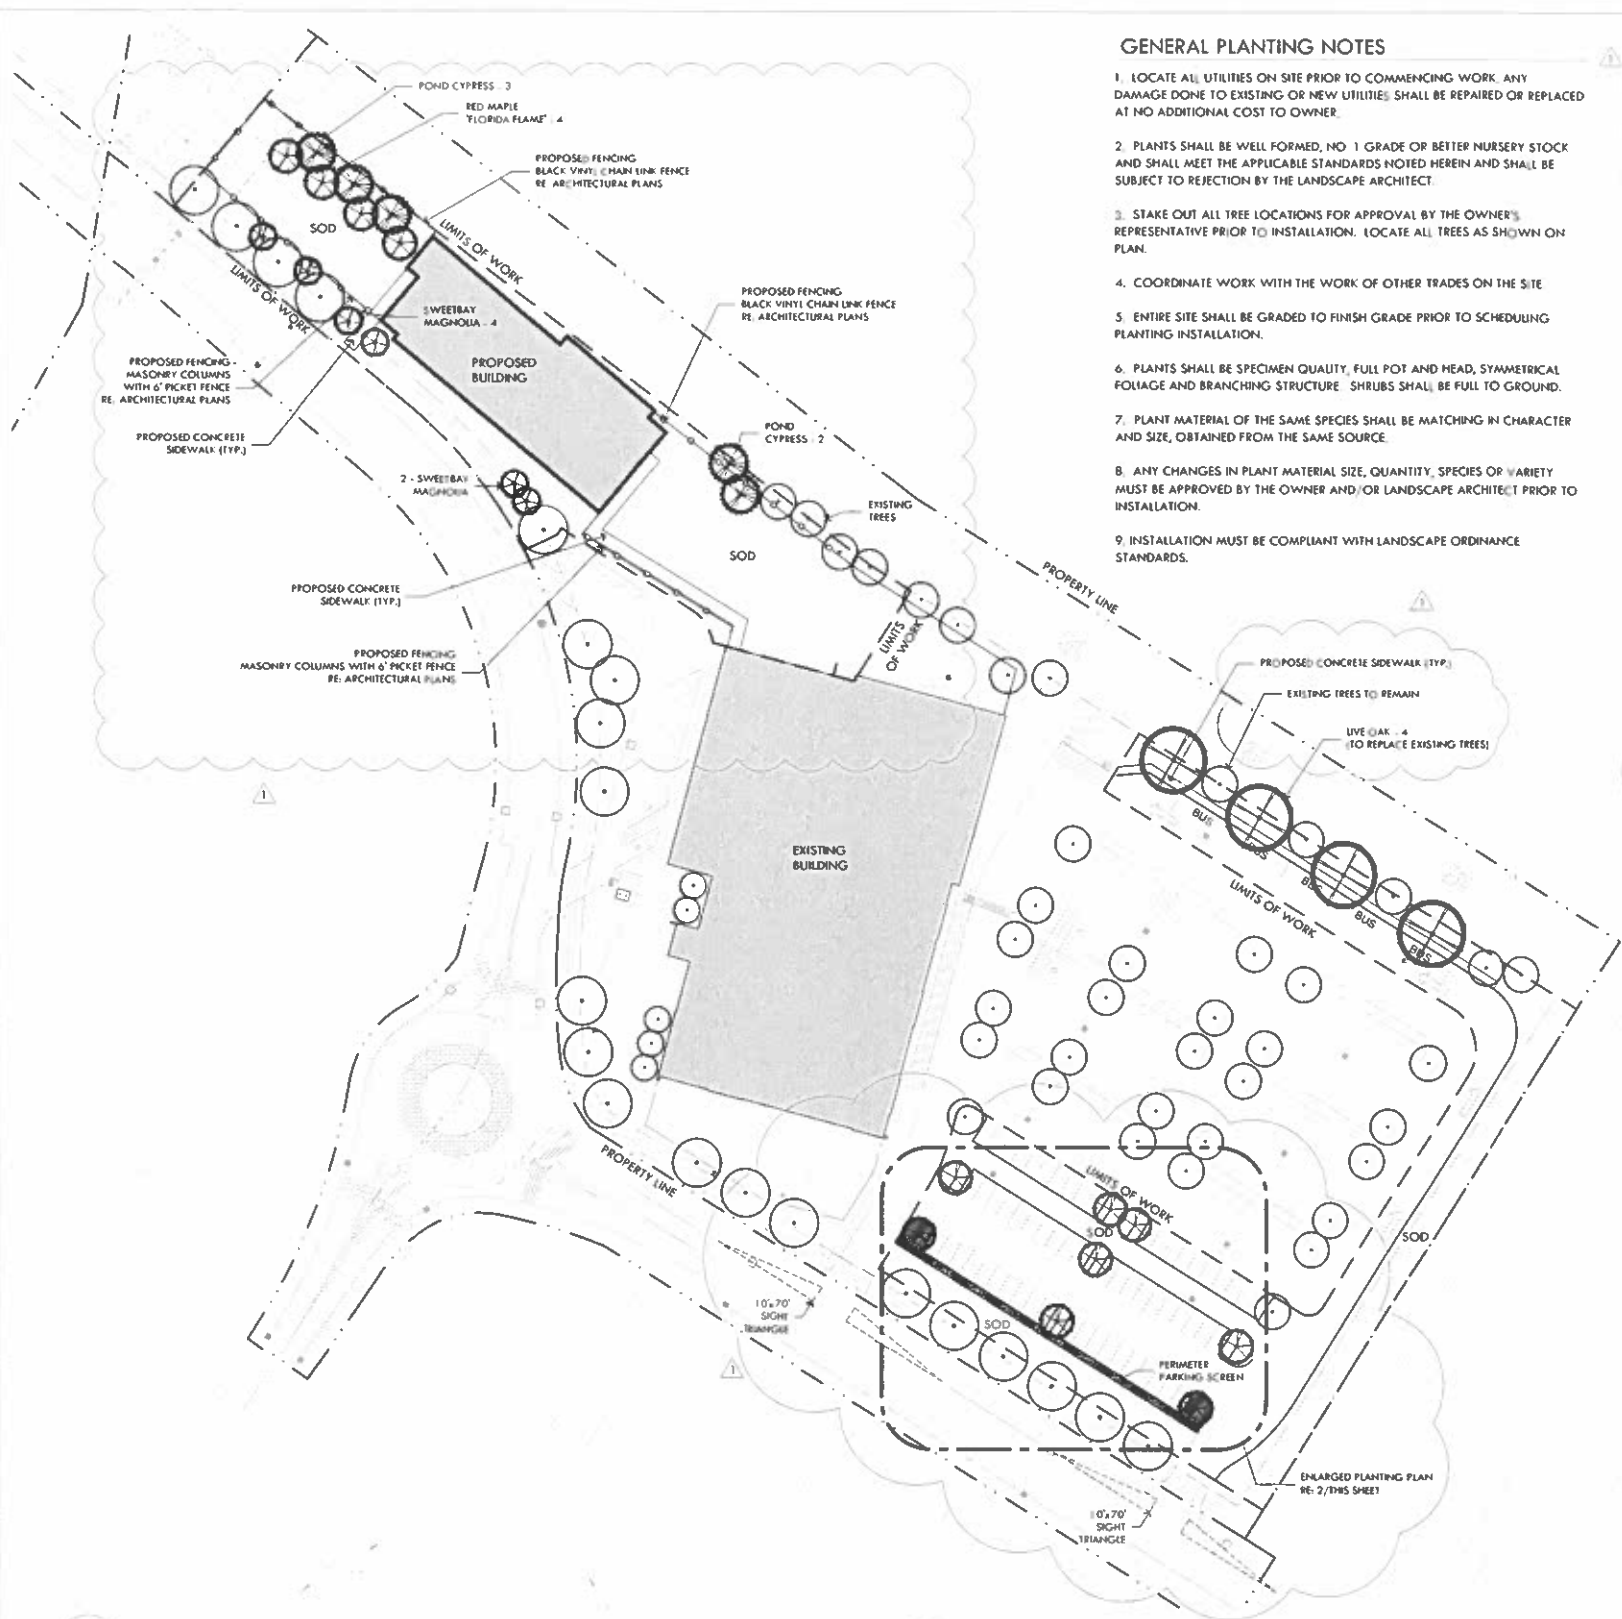 GENERAL PLANTING NOTES
1. LOCATE ALL UTILITIES ON SITE PRIOR TO COMMENCING WORK. ANY
DAMAGE DONE TO EXISTING OR NEW UTILITIES SHALL BE REPAIRED OR REPLACED
AT NO ADDITIONAL COST TO OWNER.
2. PLANTS SHALL BE WELL FORMED, NO 1 GRADE OR BETTER NURSERY STOCK
AND SHALL MEET THE APPLICABLE STANDARDS NOTED HEREIN AND SHALL BE
SUBJECT TO REJECTION BY THE LANDSCAPE ARCHITECT.
3. STAKE OUT ALL TREE LOCATIONS FOR APPROVAL BY THE OWNER'S
REPRESENTATIVE PRIOR TO INSTALLATION. LOCATE ALL TREES AS SHOWN ON
PLAN.
4. COORDINATE WORK WITH THE WORK OF OTHER TRADES ON THE SITE
5. ENTIRE SITE SHALL BE GRADED TO FINISH GRADE PRIOR TO SCHEDULING
PLANTING INSTALLATION.
6. PLANTS SHALL BE SPECIMEN QUALITY, FULL POT AND HEAD, SYMMETRICAL
FOLIAGE AND BRANCHING STRUCTURE. SHRUBS SHALL BE FULL TO GROUND.
7. PLANT MATERIAL OF THE SAME SPECIES SHALL BE MATCHING IN CHARACTER
AND SIZE, OBTAINED FROM THE SAME SOURCE.
8. ANY CHANGES IN PLANT MATERIAL SIZE, QUANTITY, SPECIES OR VARIETY
MUST BE APPROVED BY THE OWNER AND/OR LANDSCAPE ARCHITECT PRIOR TO
INSTALLATION.
9. INSTALLATION MUST BE COMPLIANT WITH LANDSCAPE ORDINANCE
STANDARDS.
POND CYPRESS - 3
RED MAPLE
'FLORIDA FLAME' - 4
PROPOSED FENCING
BLACK VINYL CHAIN LINK FENCE
RE: ARCHITECTURAL PLANS
SOD
LIMITS OF WORK
LIMITS OF WORK
SWEETBAY
MAGNOLIA - 4
PROPOSED
BUILDING
PROPOSED FENCING
BLACK VINYL CHAIN LINK FENCE
RE: ARCHITECTURAL PLANS
PROPOSED FENCING -
MASONRY COLUMNS
WITH 6' PICKET FENCE
RE: ARCHITECTURAL PLANS
PROPOSED CONCRETE
SIDEWALK (TYP.)
POND
CYPRESS - 2
2 - SWEETBAY
MAGNOLIA
EXISTING
TREES
SOD
PROPERTY LINE
PROPOSED CONCRETE
SIDEWALK (TYP.)
LIMITS
OF WORK
PROPOSED FENCING
MASONRY COLUMNS WITH 6' PICKET FENCE
RE: ARCHITECTURAL PLANS
1
1
PROPOSED CONCRETE SIDEWALK (TYP.)
EXISTING TREES TO REMAIN
LIVE OAK - 4
(TO REPLACE EXISTING TREES)
BUS
BUS
BUS
BUS
BUS
LIMITS OF WORK
EXISTING
BUILDING
PROPERTY LINE
LIMITS OF WORK
SOD
SOD
10'x70'
SIGHT
TRIANGLE
SOD
1
PERIMETER
PARKING SCREEN
ENLARGED PLANTING PLAN
RE: 2/THIS SHEET
10'x70'
SIGHT
TRIANGLE